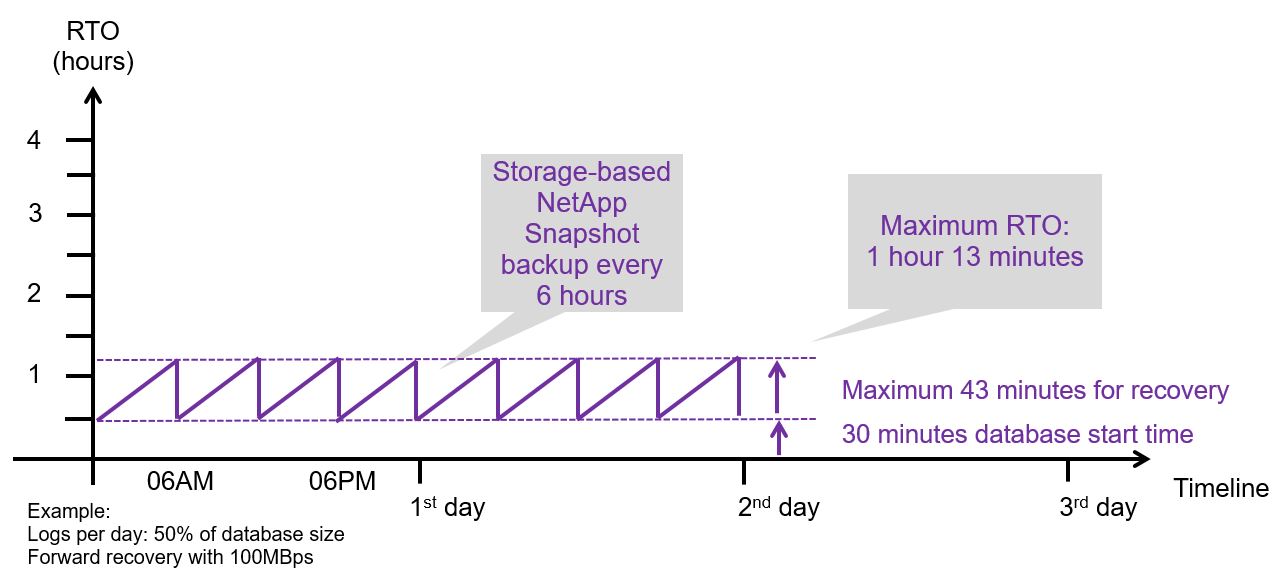 RTO
(hours)
4
3
2
1
Storage-based
NetApp
Snapshot
backup every
6 hours
Maximum RTO:
1 hour 13 minutes
Maximum 43 minutes for recovery
30 minutes database start time
06AM
06PM
1st day
2nd day
3rd day
Timeline
Example:
Logs per day: 50% of database size
Forward recovery with 100MBps